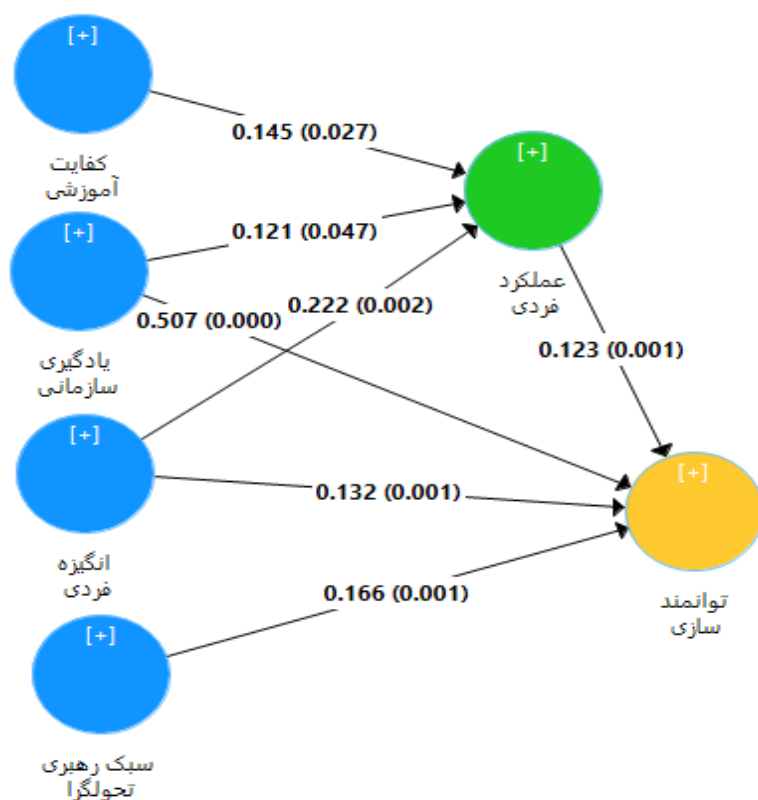 [+]
کفایت
آموزشی
0.145 (0.027)
[+]
عملکرد
فردی
[+]
یادگیری
سازمانی
0.121 (0.047)
0.222 (0.002)
0.507 (0.000)
0.123 (0.001)
[+]
انگیزه
فردی
0.132 (0.001)
[+]
توانمند
سازی
0.166 (0.001)
[+]
سبک رهبری
تحولگرا